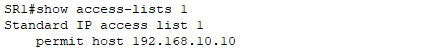 SR1#show access-lists 1
Standard IP access list 1
    permit host 192.168.10.10